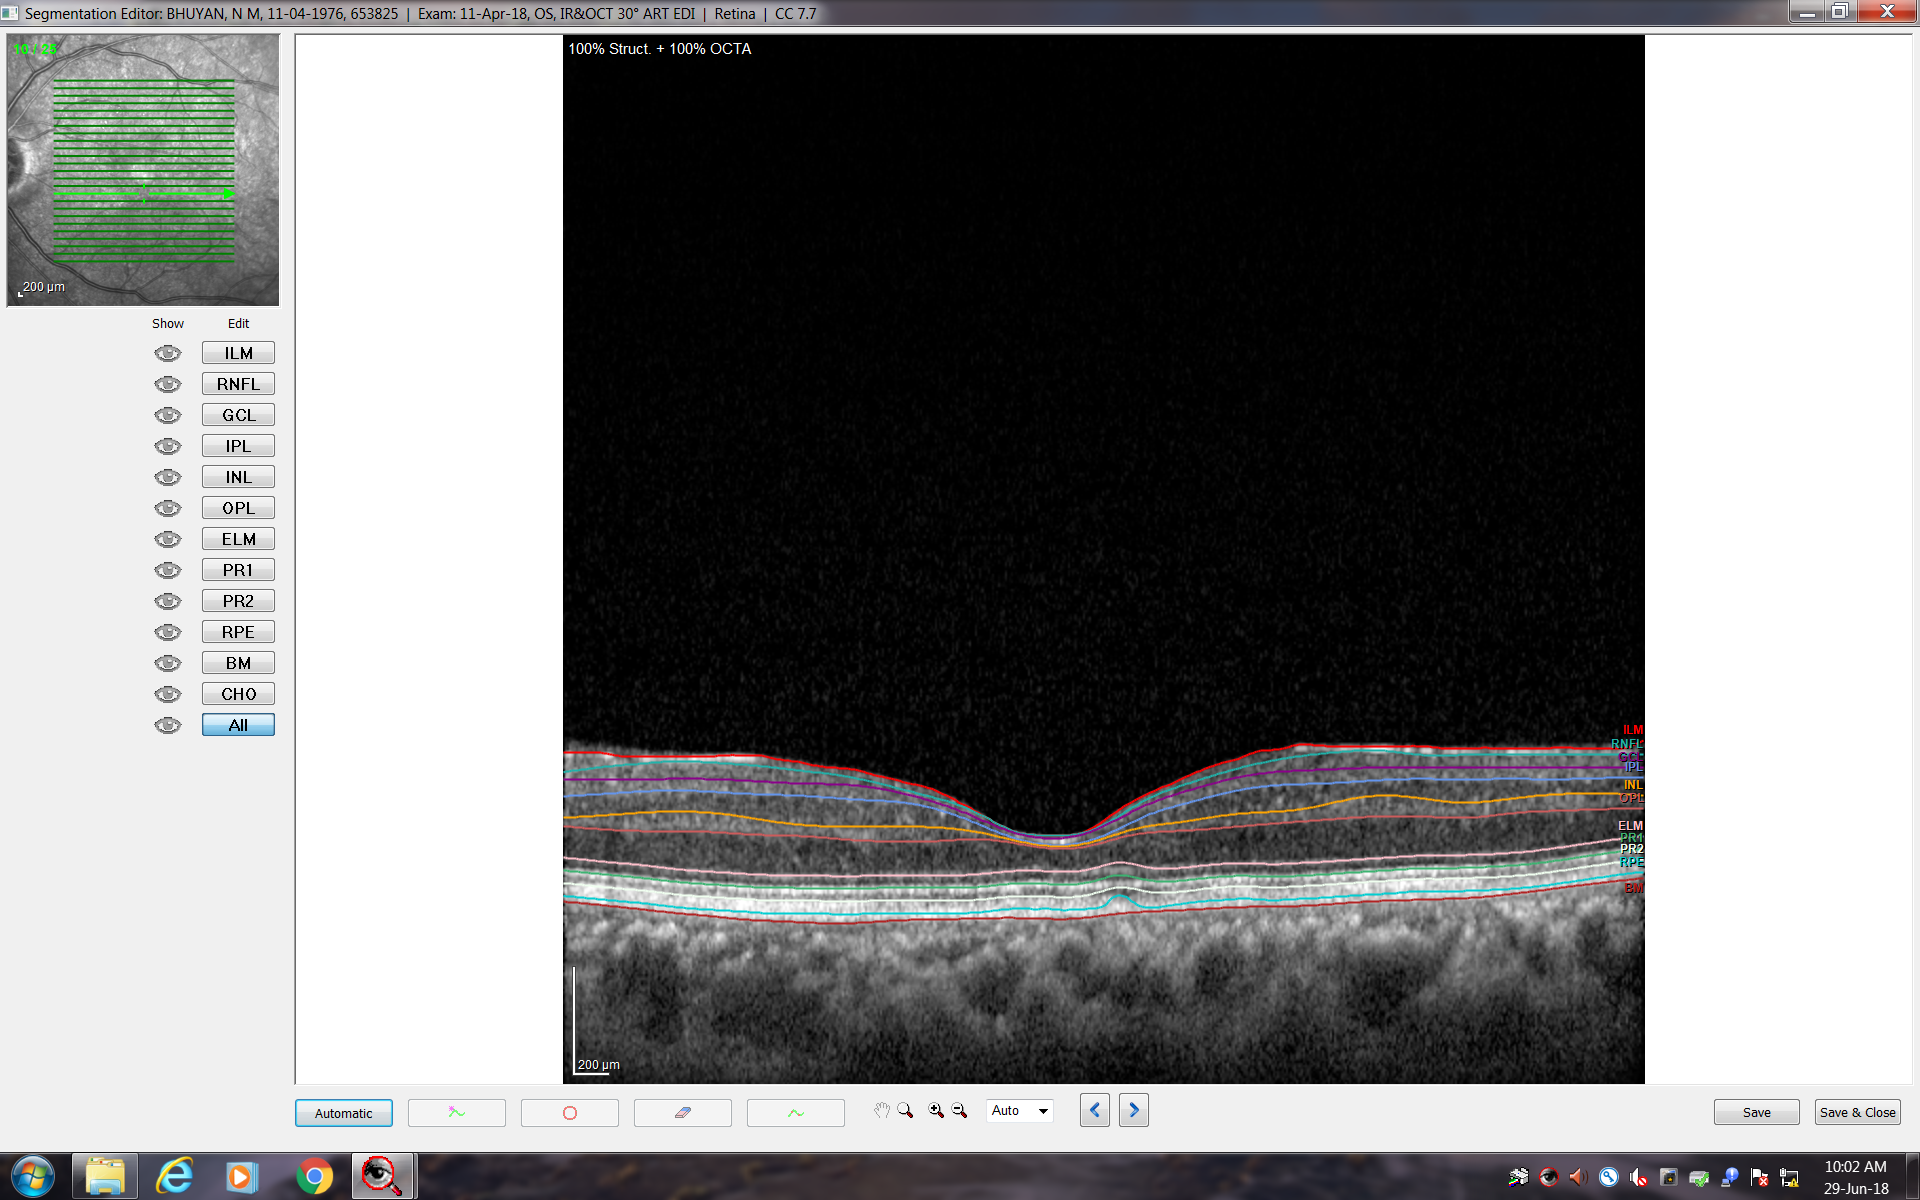 Segmentation Editor: BHUYAN, N M, 11-04-1976, 653825 | Exam: 11-Apr-18, OS, IR&OCT 30° ART EDI | Retina | CC 7.7
200 µm
Show Edit
ILM
RNFL
GCL
IPL
INL
OPL
ELM
PR1
PR2
RPE
BM
CHO
All
100% Struct. + 100% OCTA
ILM
RNFL
GCL
IPL
INL
OPL
ELM
PR1
PR2
RPE
BM
200 µm
Automatic
Auto
Save
Save & Close
10:02 AM
29-Jun-18